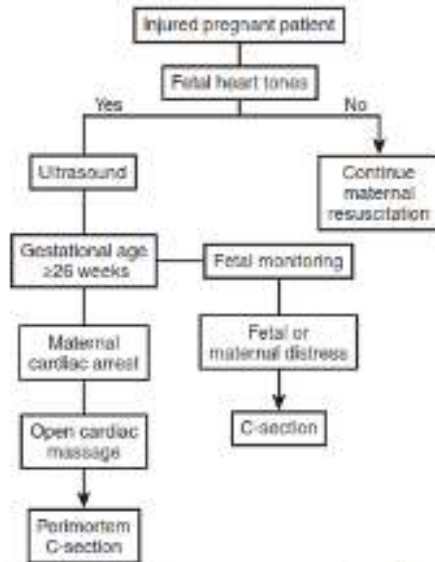 Injured pregnant patient
Fetal heart tones
Yes
No
Ultrasound
Continue
maternal
resuscitation
Gestational age
≥26 weeks
Fetal monitoring
Maternal
cardiac arrest
Fetal or
maternal distress
Open cardiac
massage
C-section
Perimortem
C-section